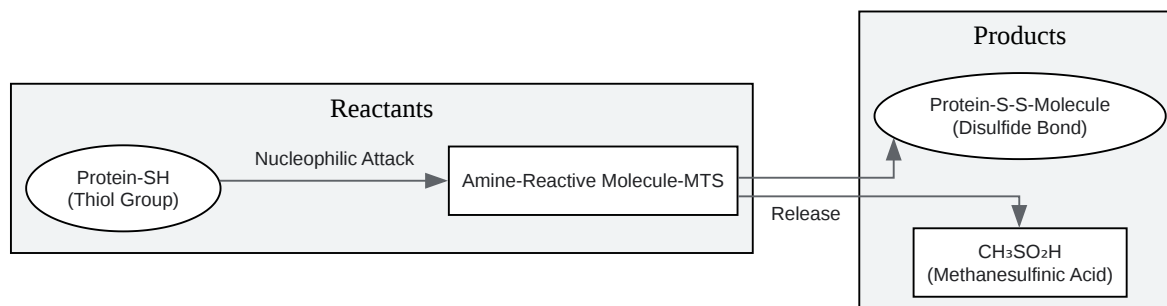 Products
Reactants
Protein-S-S-Molecule
(Disulfide Bond)
Nucleophilic Attack
Protein-SH
(Thiol Group)
Amine-Reactive Molecule-MTS
Release
CH₃SO₂H
(Methanesulfinic Acid)